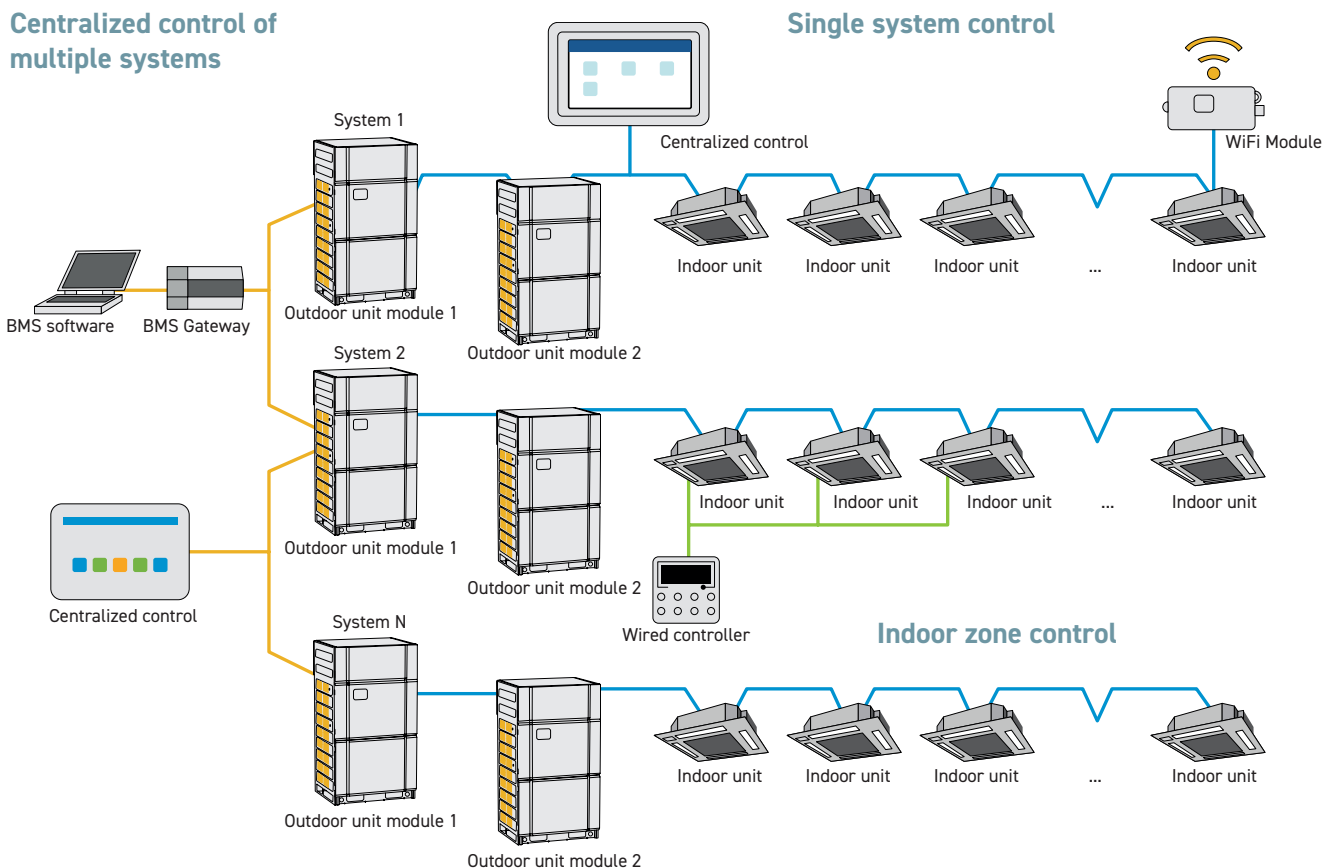 Centralized control of
multiple systems
Single system control
System 1
Centralized control
WiFi Module
Indoor unit
Indoor unit
Indoor unit
...
Indoor unit
BMS software
BMS Gateway
Outdoor unit module 1
Outdoor unit module 2
System 2
Indoor unit
Indoor unit
Indoor unit
...
Indoor unit
Outdoor unit module 1
Outdoor unit module 2
Centralized control
System N
Wired controller
Indoor zone control
Indoor unit
Indoor unit
Indoor unit
...
Indoor unit
Outdoor unit module 1
Outdoor unit module 2